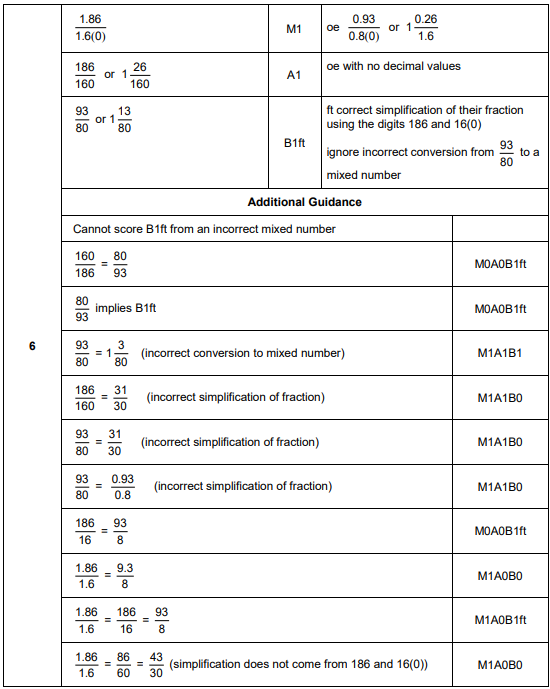 1.86/1.6(0) M1 oe 0.93/0.8(0) or 1 0.26/1.6
186/160 or 1 26/160 A1 oe with no decimal values
93/80 or 1 13/80 B1ft ft correct simplification of their fraction
using the digits 186 and 16(0)
ignore incorrect conversion from 93/80 to a
mixed number
Additional Guidance
Cannot score B1ft from an incorrect mixed number
160/186 = 80/93 M0A0B1ft
80/93 implies B1ft M0A0B1ft
6
93/80 = 1 3/80 (incorrect conversion to mixed number) M1A1B1
186/160 = 31/30 (incorrect simplification of fraction) M1A1B0
93/80 = 31/30 (incorrect simplification of fraction) M1A1B0
93/80 = 0.93/0.8 (incorrect simplification of fraction) M1A1B0
186/16 = 93/8 M0A0B1ft
1.86/1.6 = 9.3/8 M1A0B0
1.86/1.6 = 186/16 = 93/8 M1A0B1ft
1.86/1.6 = 86/60 = 43/30 (simplification does not come from 186 and 16(0)) M1A0B0